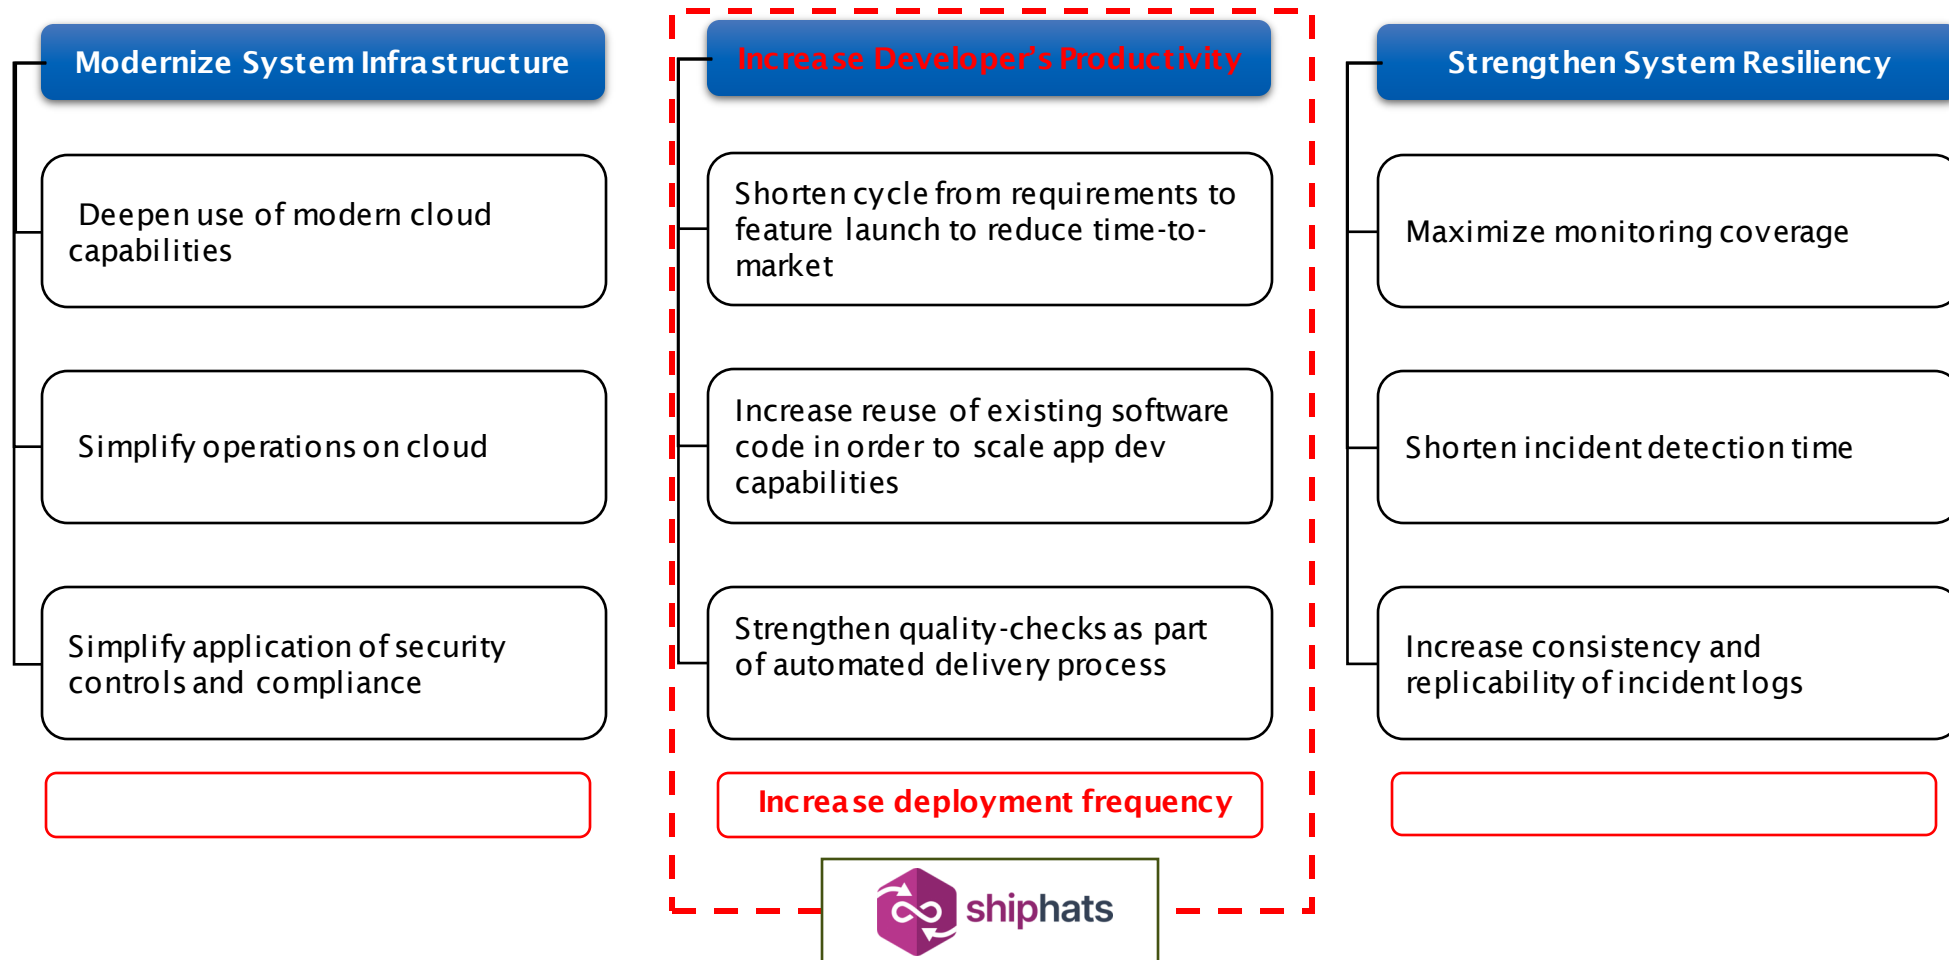 Modernize System Infrastructure
Deepen use of modern cloud
capabilities
Simplify operations on cloud
Simplify application of security
controls and compliance
Increase Developer’s Productivity
Shorten cycle from requirements to
feature launch to reduce time-to-
market
Increase reuse of existing software
code in order to scale app dev
capabilities
Strengthen quality-checks as part
of automated delivery process
Increase deployment frequency
shiphats
Strengthen System Resiliency
Maximize monitoring coverage
Shorten incident detection time
Increase consistency and
replicability of incident logs